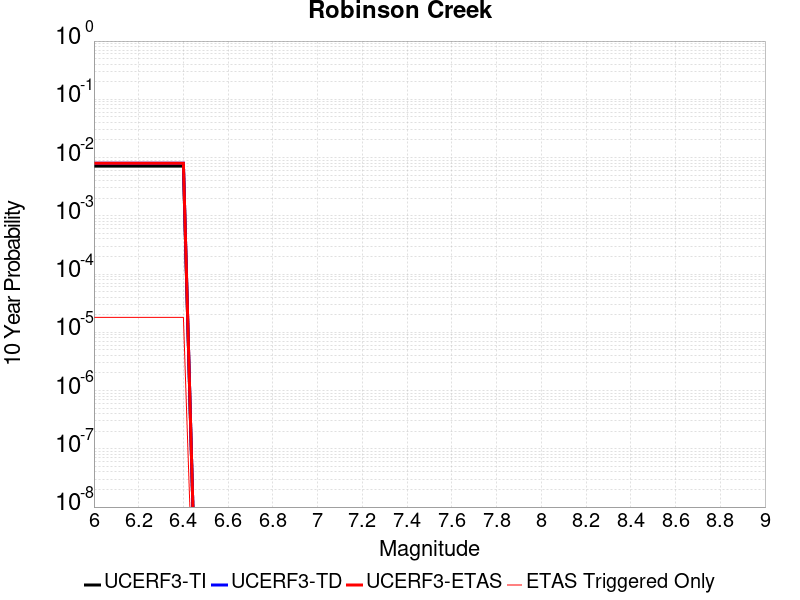 Robinson Creek
10 0
10 -1
10 -2
10 -3
10 -4
10 -5
10 -6
10 -7
10 -8
10 Year Probability
6 6.2 6.4 6.6 6.8 7 7.2 7.4 7.6 7.8 8 8.2 8.4 8.6 8.8 9
Magnitude
UCERF3-TI UCERF3-TD UCERF3-ETAS ETAS Triggered Only